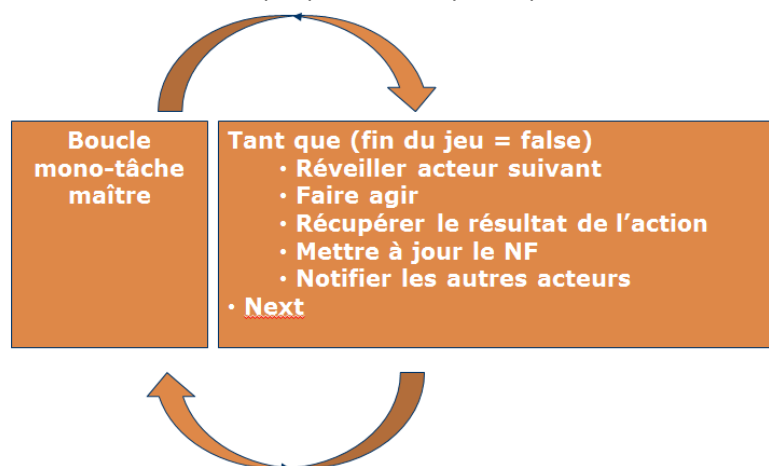 Boucle
mono-tâche
maître
Tant que (fin du jeu = false)
• Réveiller acteur suivant
• Faire agir
• Récupérer le résultat de l’action
• Mettre à jour le NF
• Notifier les autres acteurs
• Next